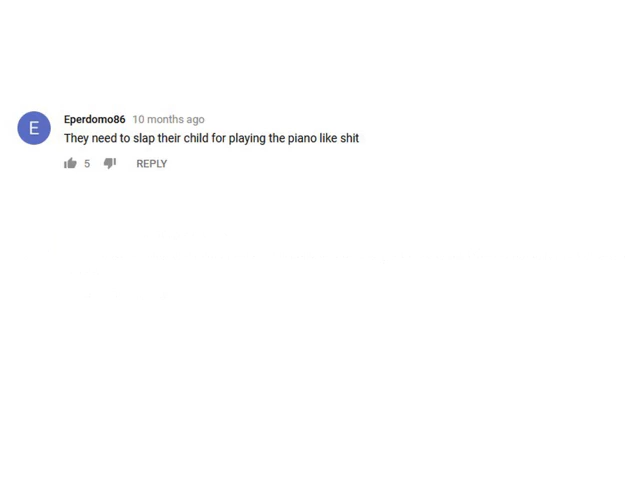 E
Eperdomo86 10 months ago
They need to slap their child for playing the piano like shit
5 REPLY